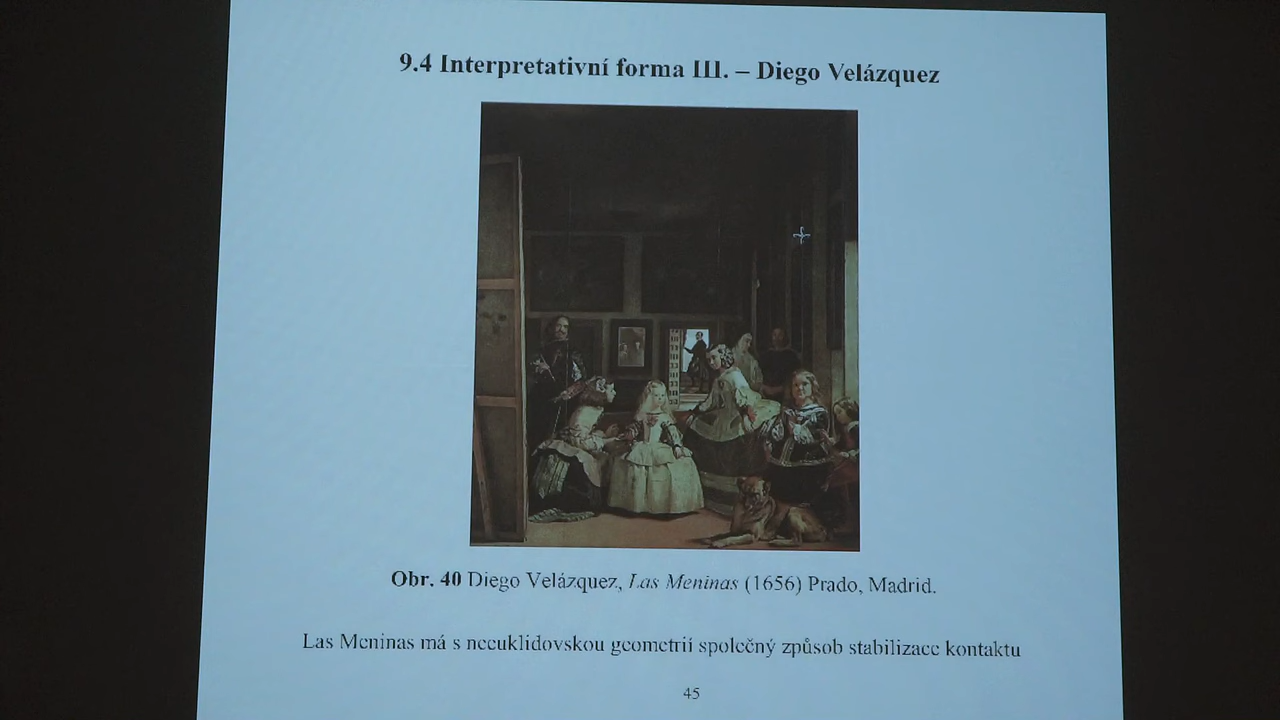 9.4 Interpretativní forma III. – Diego Velázquez
Obr. 40 Diego Velázquez, Las Meninas (1656) Prado, Madrid.
Las Meninas má s neeuklidovskou geometrií společný způsob stabilizace kontaktu
45